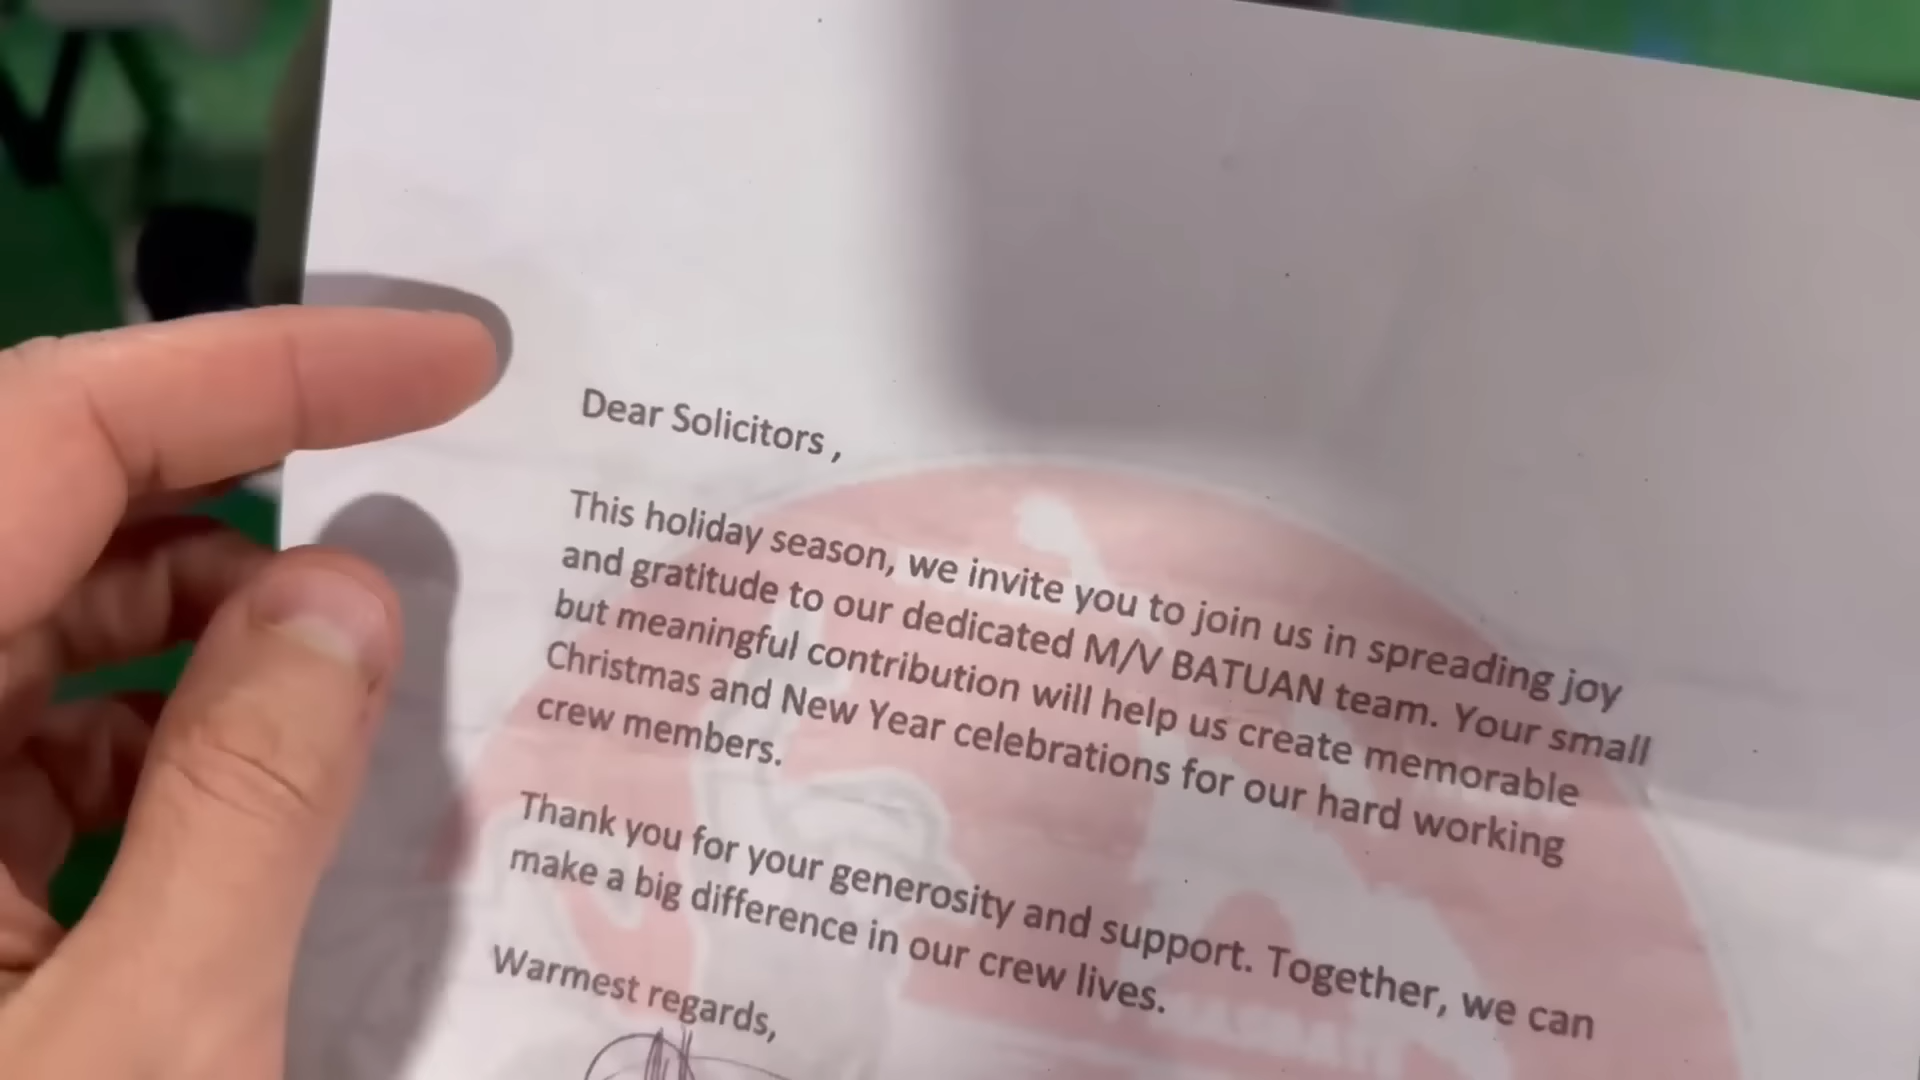 Dear Solicitors ,
This holiday season, we invite you to join us in spreading joy
and gratitude to our dedicated M/V BATUAN team. Your small
but meaningful contribution will help us create memorable
Christmas and New Year celebrations for our hard working
crew members.
Thank you for your generosity and support. Together, we can
make a big difference in our crew lives.
Warmest regards,